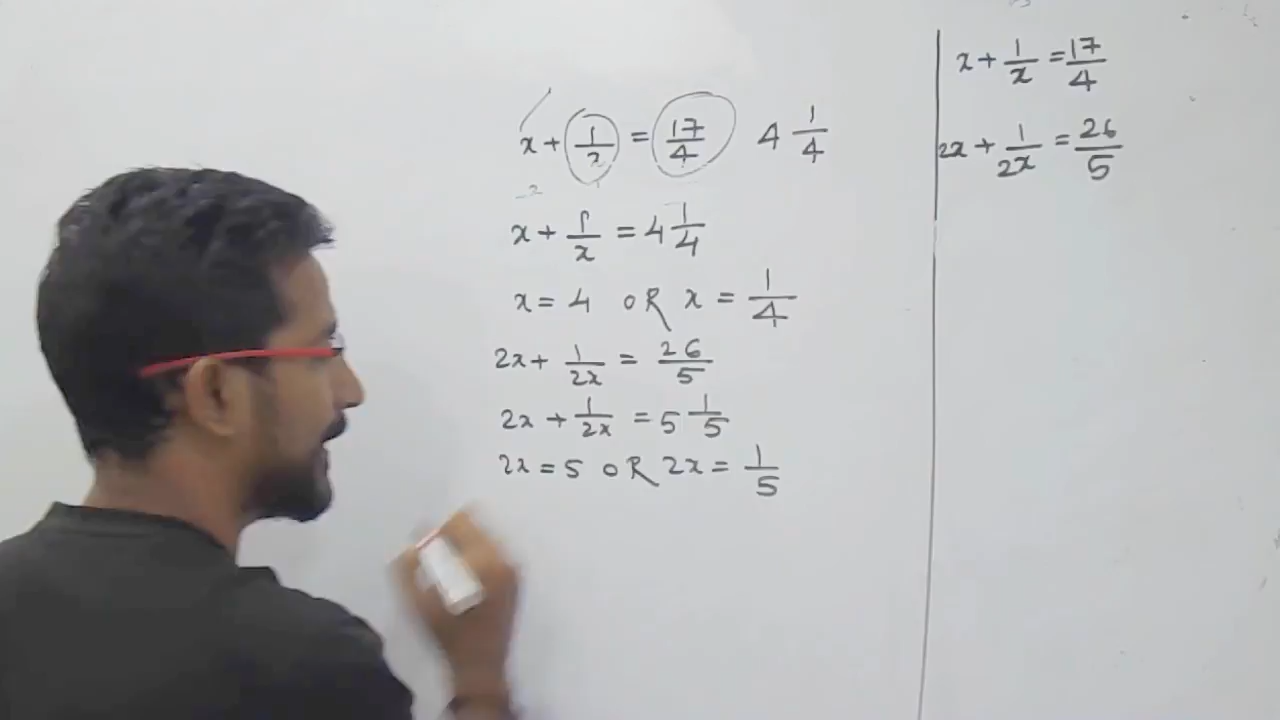 x + 1/x = 17/4   4 1/4
x + 1/x = 4 1/4
x = 4 OR x = 1/4
2x + 1/2x = 26/5
2x + 1/2x = 5 1/5
2x = 5 OR 2x = 1/5
x + 1/x = 17/4
2x + 1/2x = 26/5